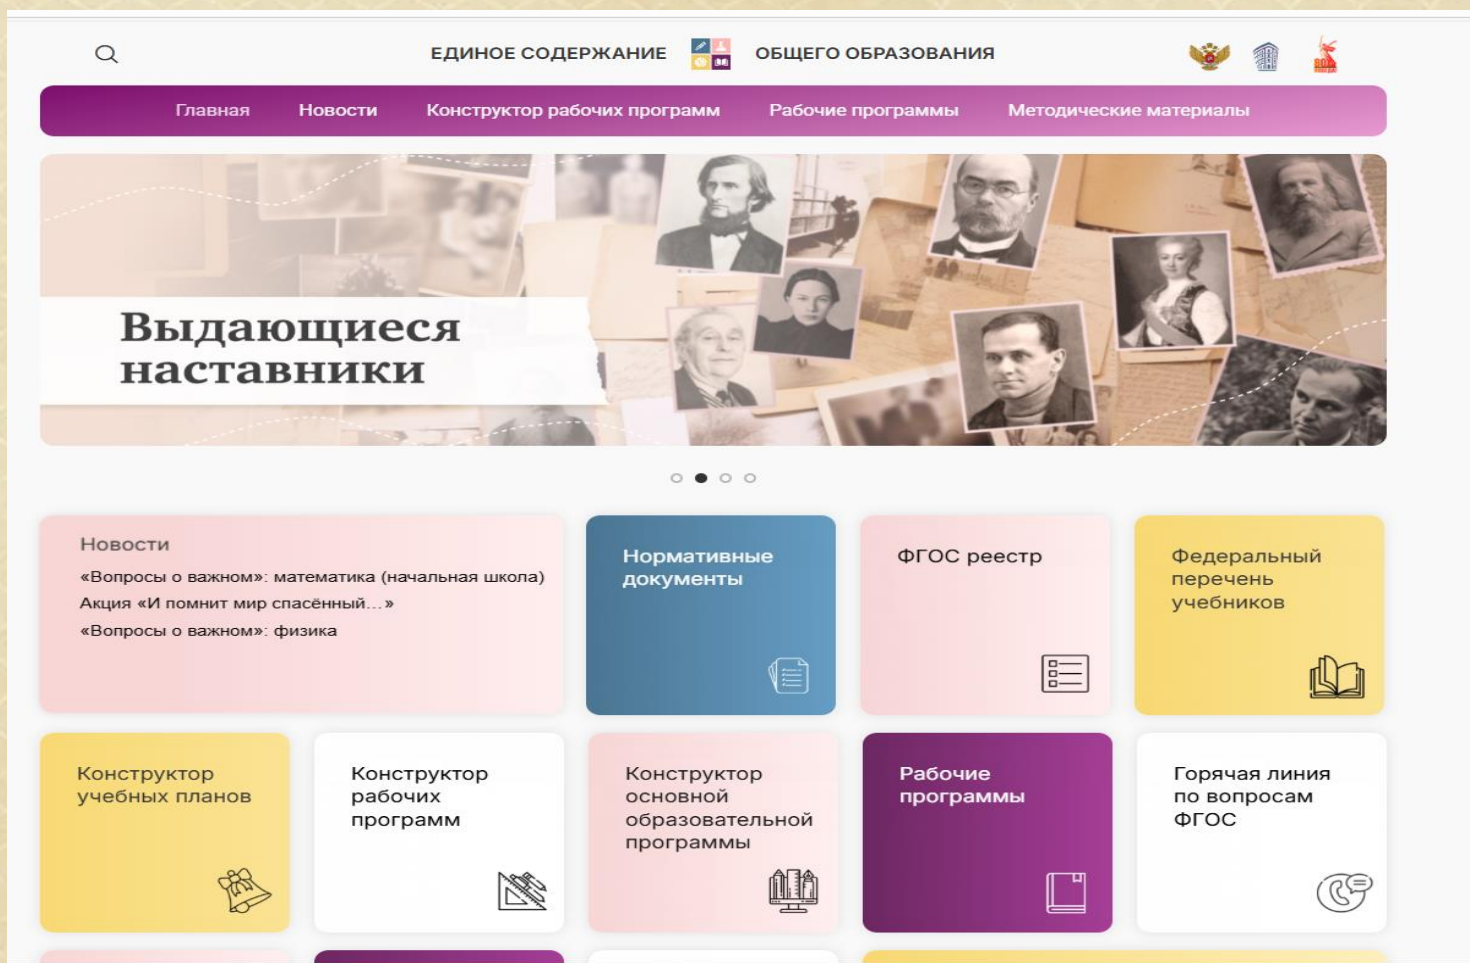 ЕДИНОЕ СОДЕРЖАНИЕ ОБЩЕГО ОБРАЗОВАНИЯ
Главная Новости Конструктор рабочих программ Рабочие программы Методические материалы
Выдающиеся
наставники
Новости
«Вопросы о важном»: математика (начальная школа)
Акция «И помнит мир спасённый...»
«Вопросы о важном»: физика
Нормативные
документы
ФГОС реестр
Федеральный
перечень
учебников
Конструктор
учебных планов
Конструктор
рабочих
программ
Конструктор
основной
образовательной
программы
Рабочие
программы
Горячая линия
по вопросам
ФГОС